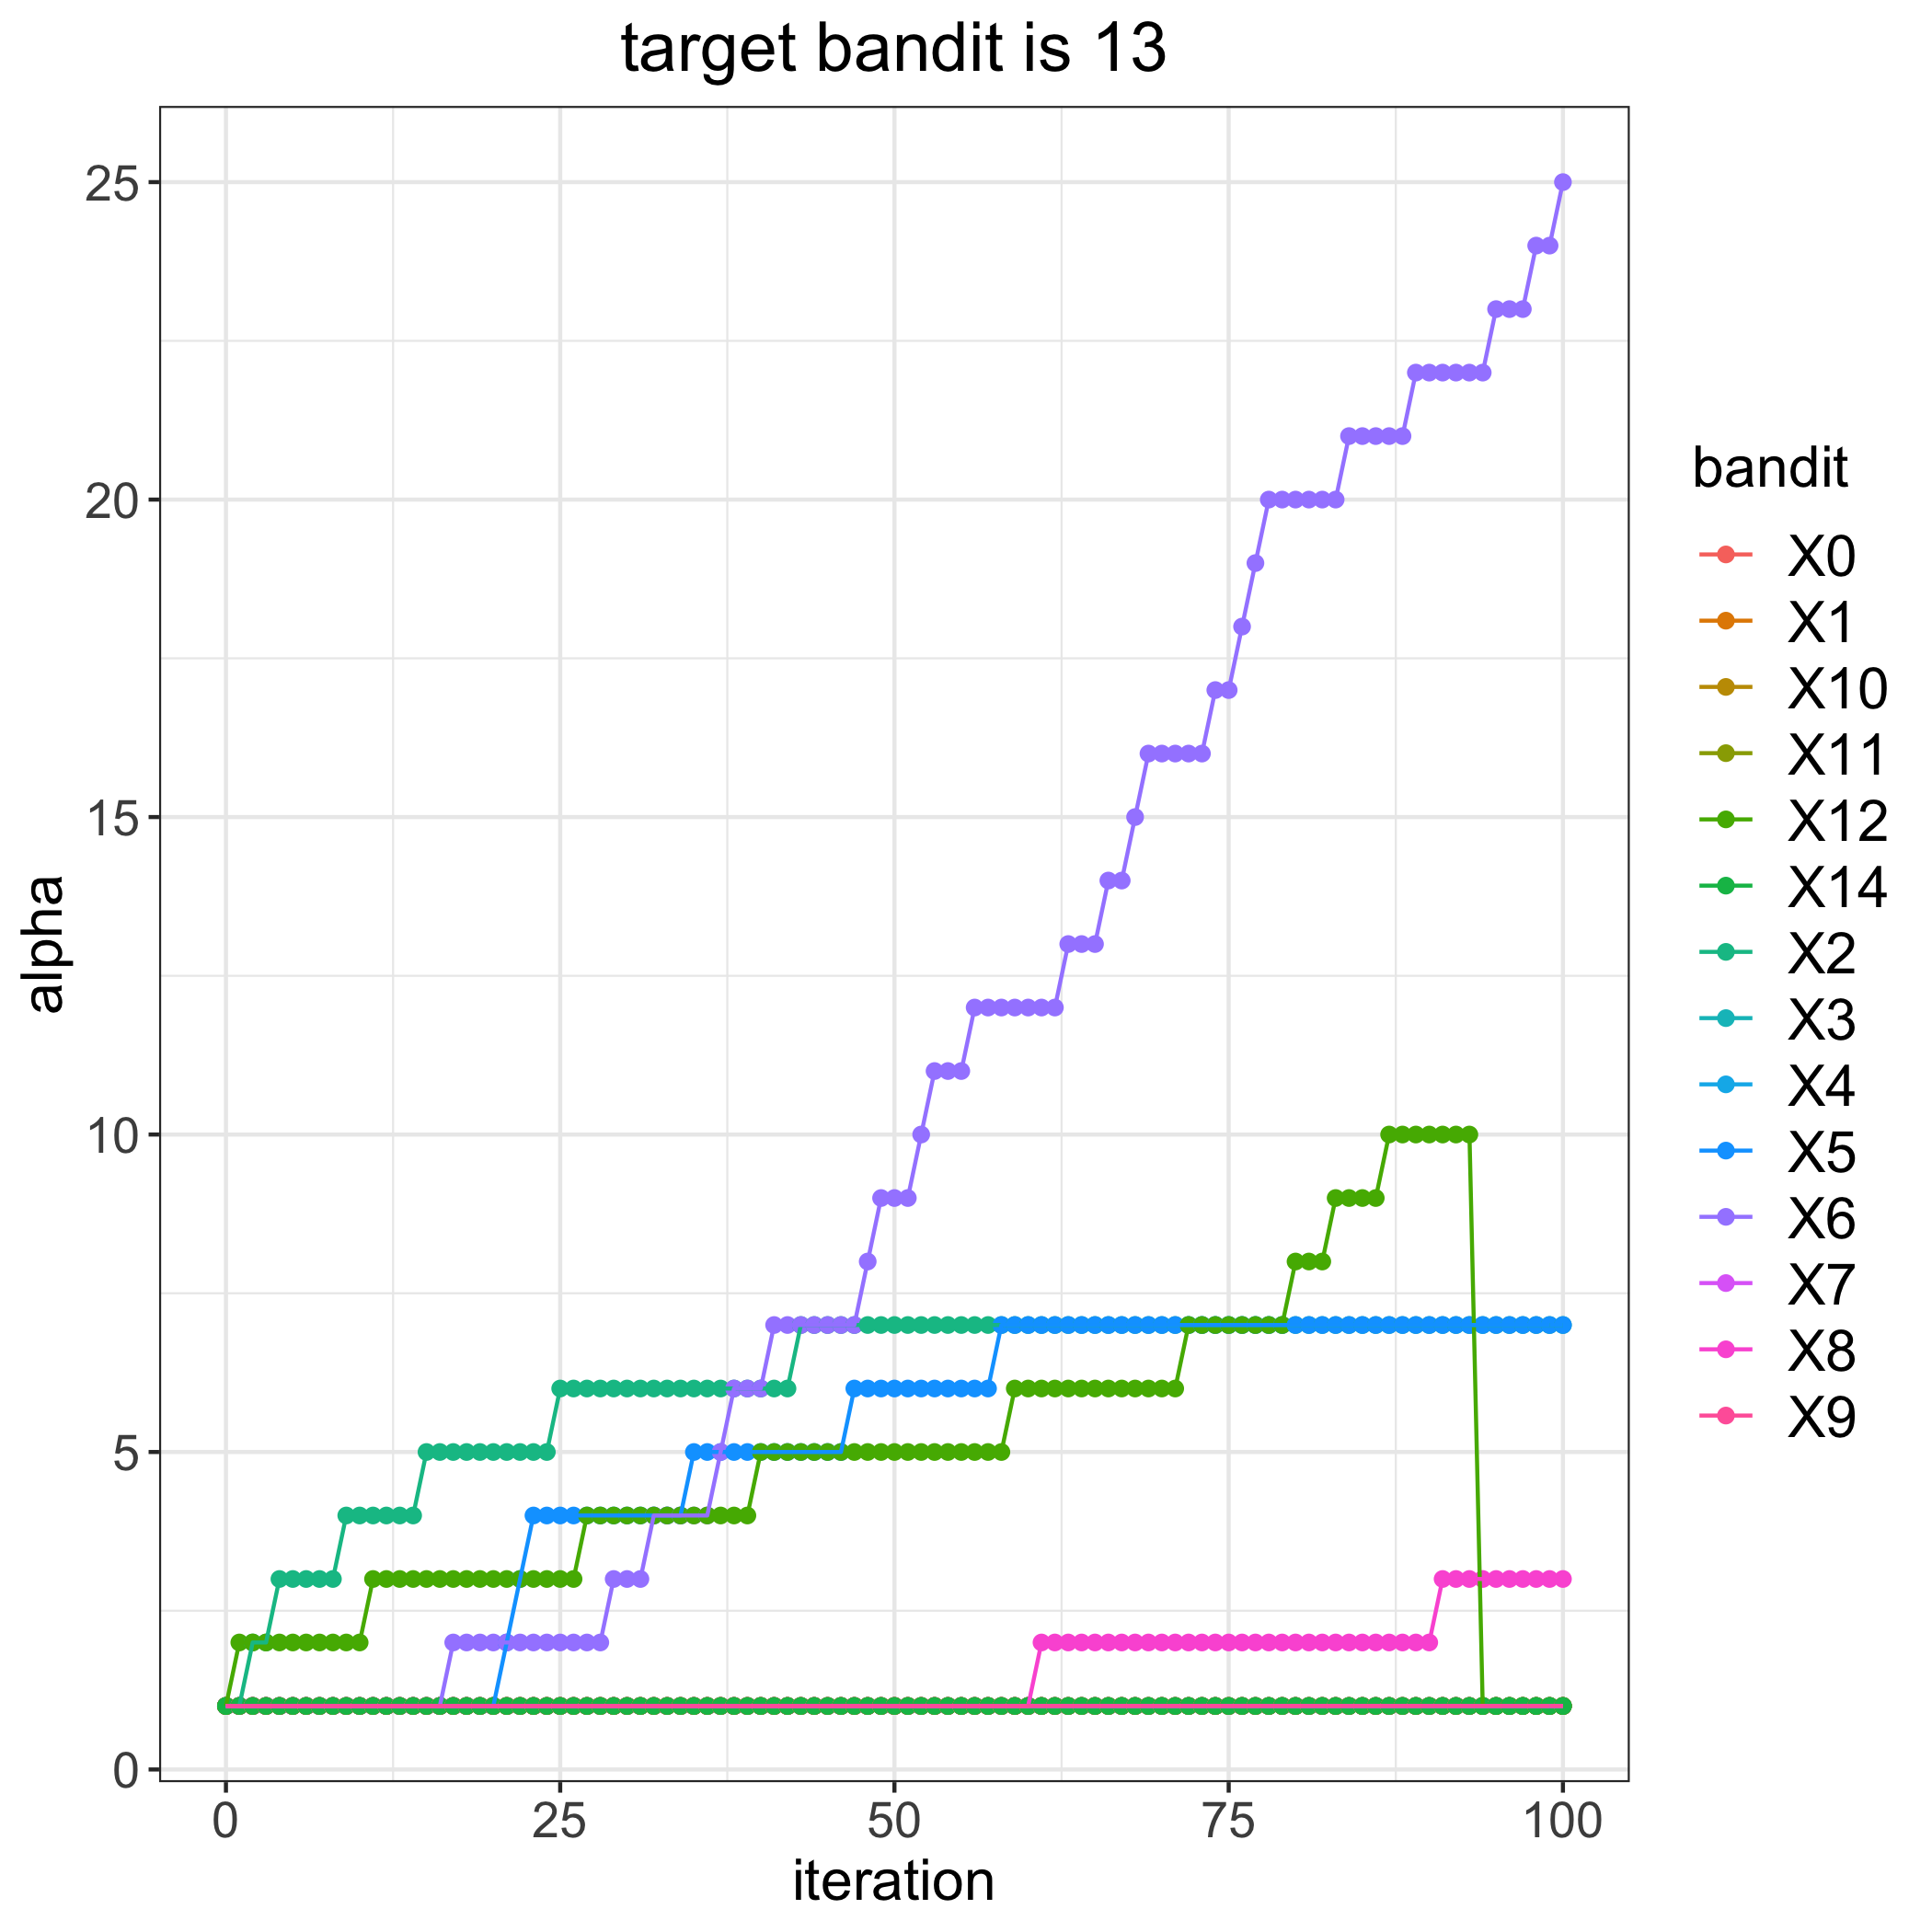 target bandit is 13
25
20
15
10
5
0
alpha
0 25 50 75 100
iteration
bandit
X0
X1
X10
X11
X12
X14
X2
X3
X4
X5
X6
X7
X8
X9